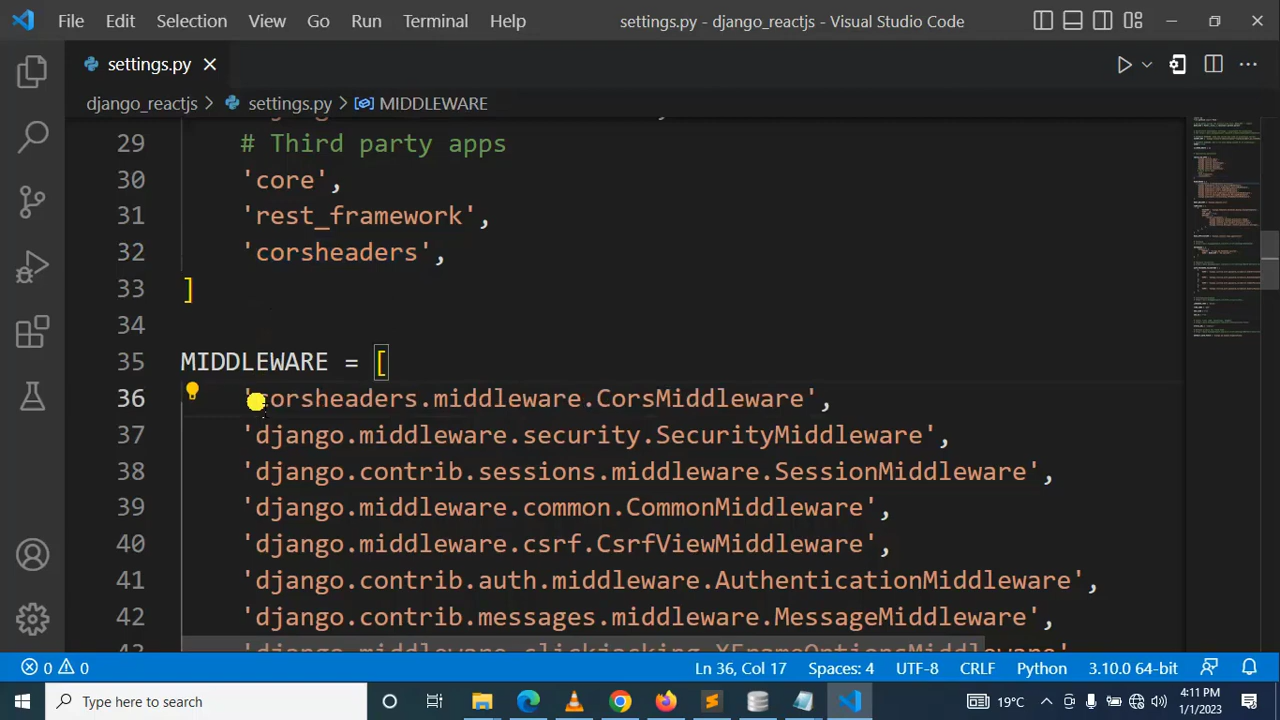 File Edit Selection View Go Run Terminal Help settings.py - django_reactjs - Visual Studio Code
settings.py
django_reactjs > settings.py > MIDDLEWARE
29 # Third party apps
30 'core',
31 'rest_framework',
32 'corsheaders',
33 ]
34
35 MIDDLEWARE = [
36 'corsheaders.middleware.CorsMiddleware',
37 'django.middleware.security.SecurityMiddleware',
38 'django.contrib.sessions.middleware.SessionMiddleware',
39 'django.middleware.common.CommonMiddleware',
40 'django.middleware.csrf.CsrfViewMiddleware',
41 'django.contrib.auth.middleware.AuthenticationMiddleware',
42 'django.contrib.messages.middleware.MessageMiddleware',
'django.middleware.clickjacking.XFrameOptionsMiddleware'
0 0 Ln 36, Col 17 Spaces: 4 UTF-8 CRLF Python 3.10.0 64-bit
Type here to search 19°C 4:11 PM
1/1/2023